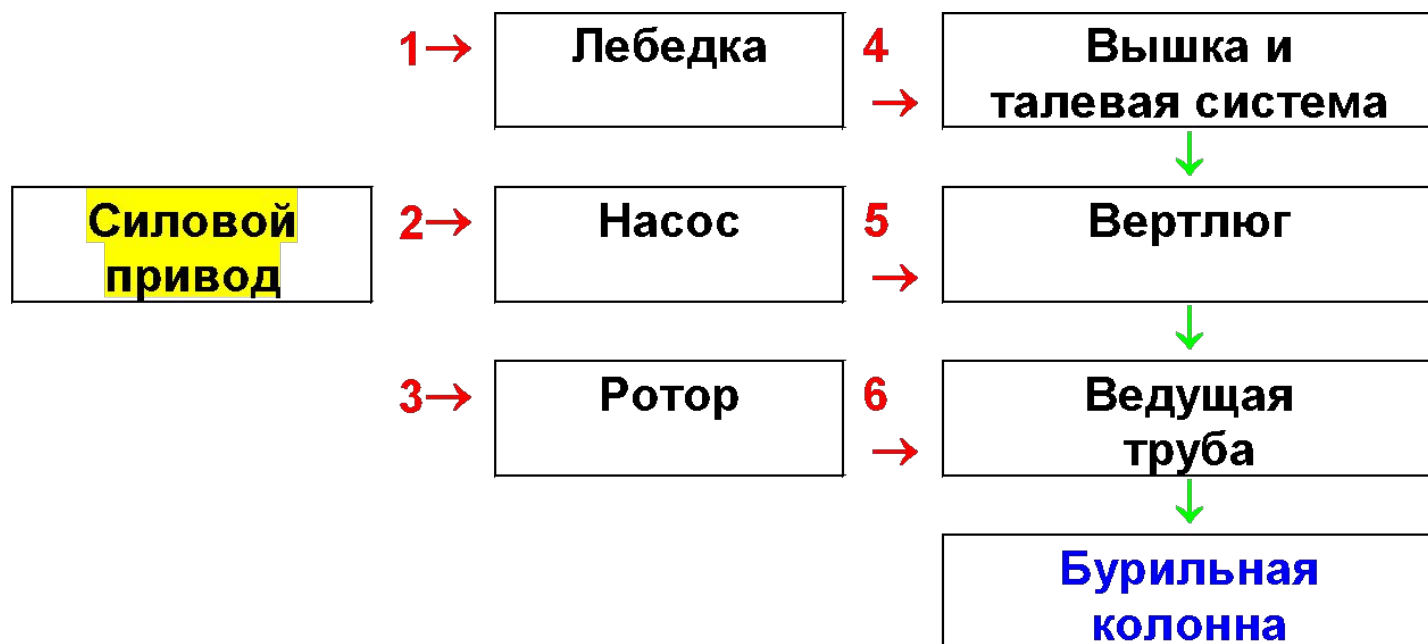 1→ Лебедка 4 Вышка и
→ талевая система
↓
Силовой 2→ Насос 5 Вертлюг
привод →
↓
3→ Ротор 6 Ведущая
→ труба
↓
Бурильная
колонна